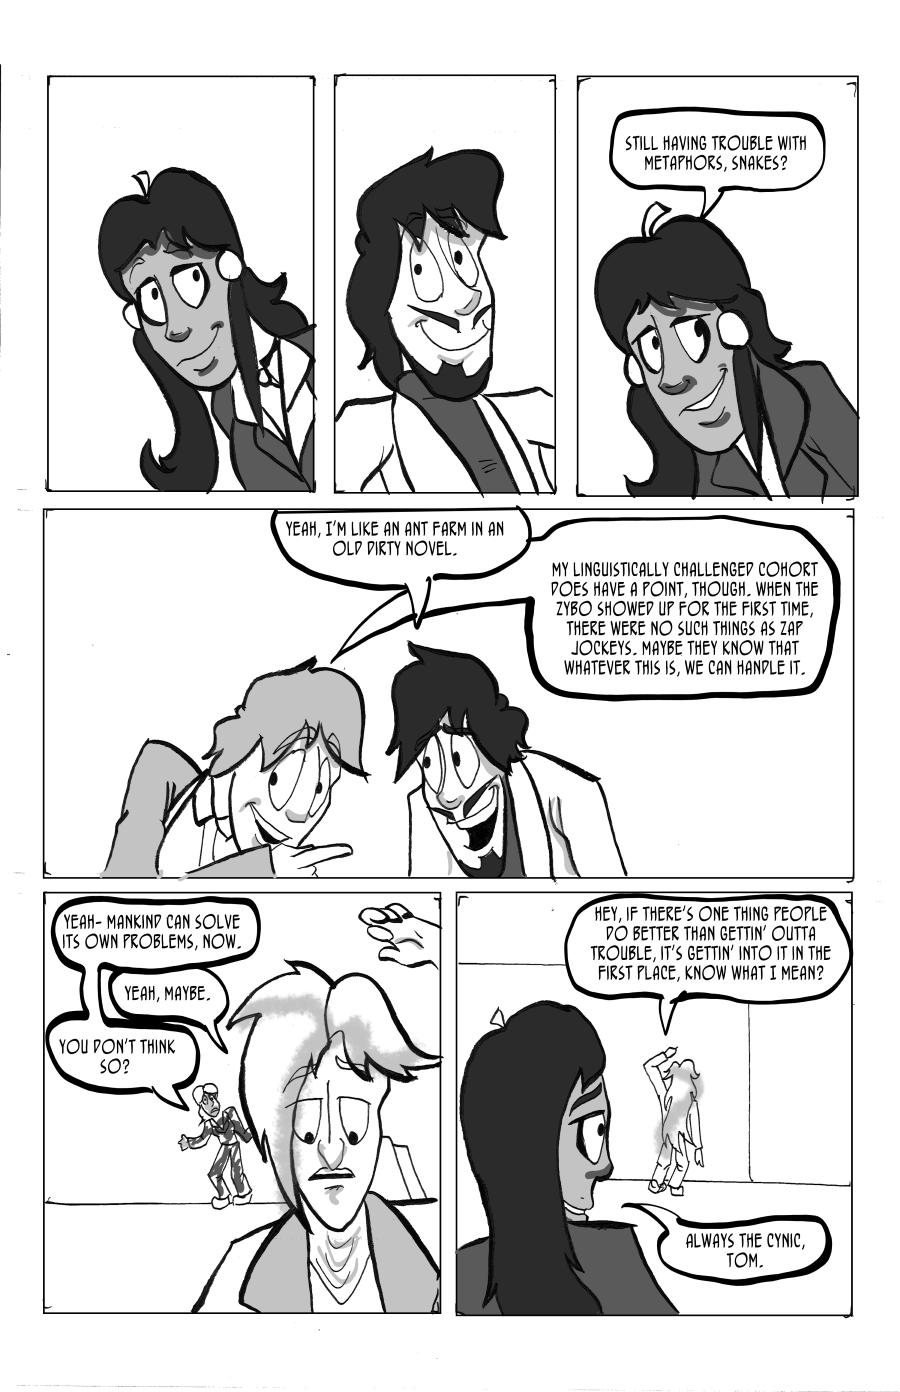 STILL HAVING TROUBLE WITH
METAPHORS, SNAKES?
YEAH, I'M LIKE AN ANT FARM IN AN
OLD DIRTY NOVEL.
MY LINGUISTICALLY CHALLENGED COHORT
DOES HAVE A POINT, THOUGH. WHEN THE
ZYBO SHOWED UP FOR THE FIRST TIME,
THERE WERE NO SUCH THINGS AS ZAP
JOCKEYS. MAYBE THEY KNOW THAT
WHATEVER THIS IS, WE CAN HANDLE IT.
YEAH- MANKIND CAN SOLVE
ITS OWN PROBLEMS, NOW.
YEAH, MAYBE.
YOU DON'T THINK
SO?
HEY, IF THERE'S ONE THING PEOPLE
DO BETTER THAN GETTIN' OUTTA
TROUBLE, IT'S GETTIN' INTO IT IN THE
FIRST PLACE, KNOW WHAT I MEAN?
ALWAYS THE CYNIC,
TOM.